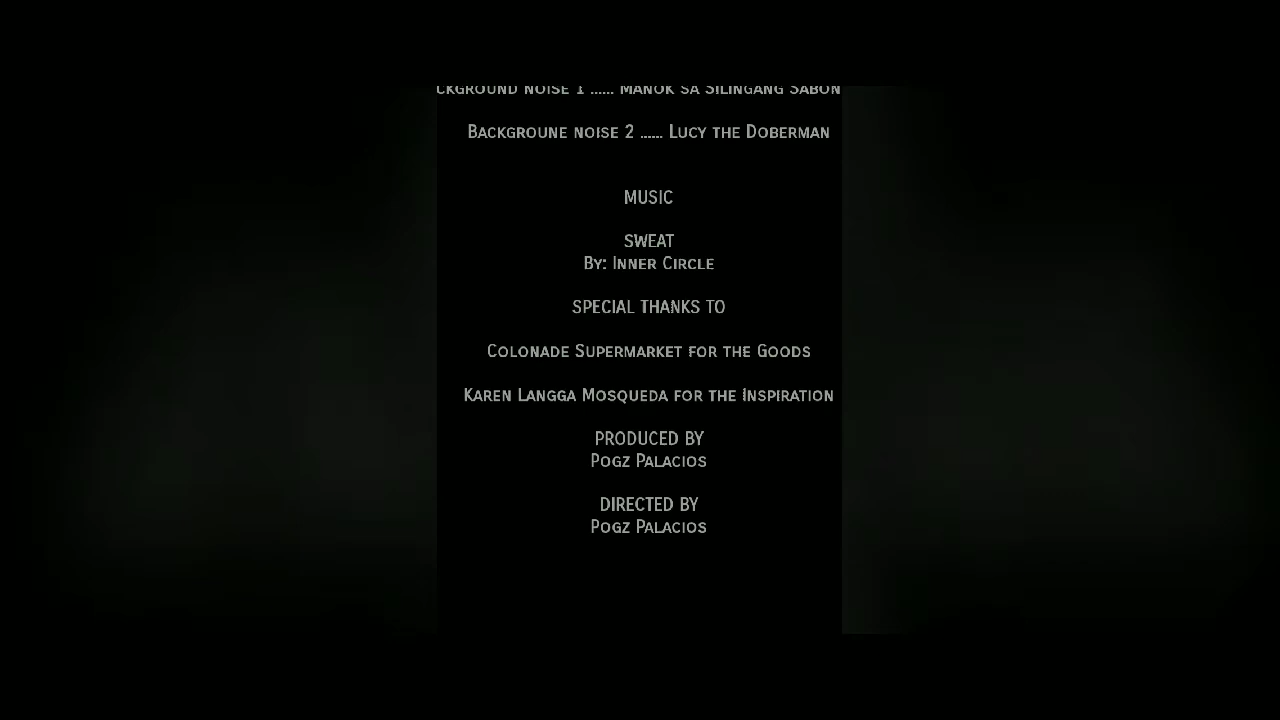 CKGROUND NOISE 1 ...... MANOK SA SILINGANG SABON
BACKGROUNE NOISE 2 ...... LUCY THE DOBERMAN
MUSIC
SWEAT
BY: INNER CIRCLE
SPECIAL THANKS TO
COLONADE SUPERMARKET FOR THE GOODS
KAREN LANGGA MOSQUEDA FOR THE INSPIRATION
PRODUCED BY
POGZ PALACIOS
DIRECTED BY
POGZ PALACIOS